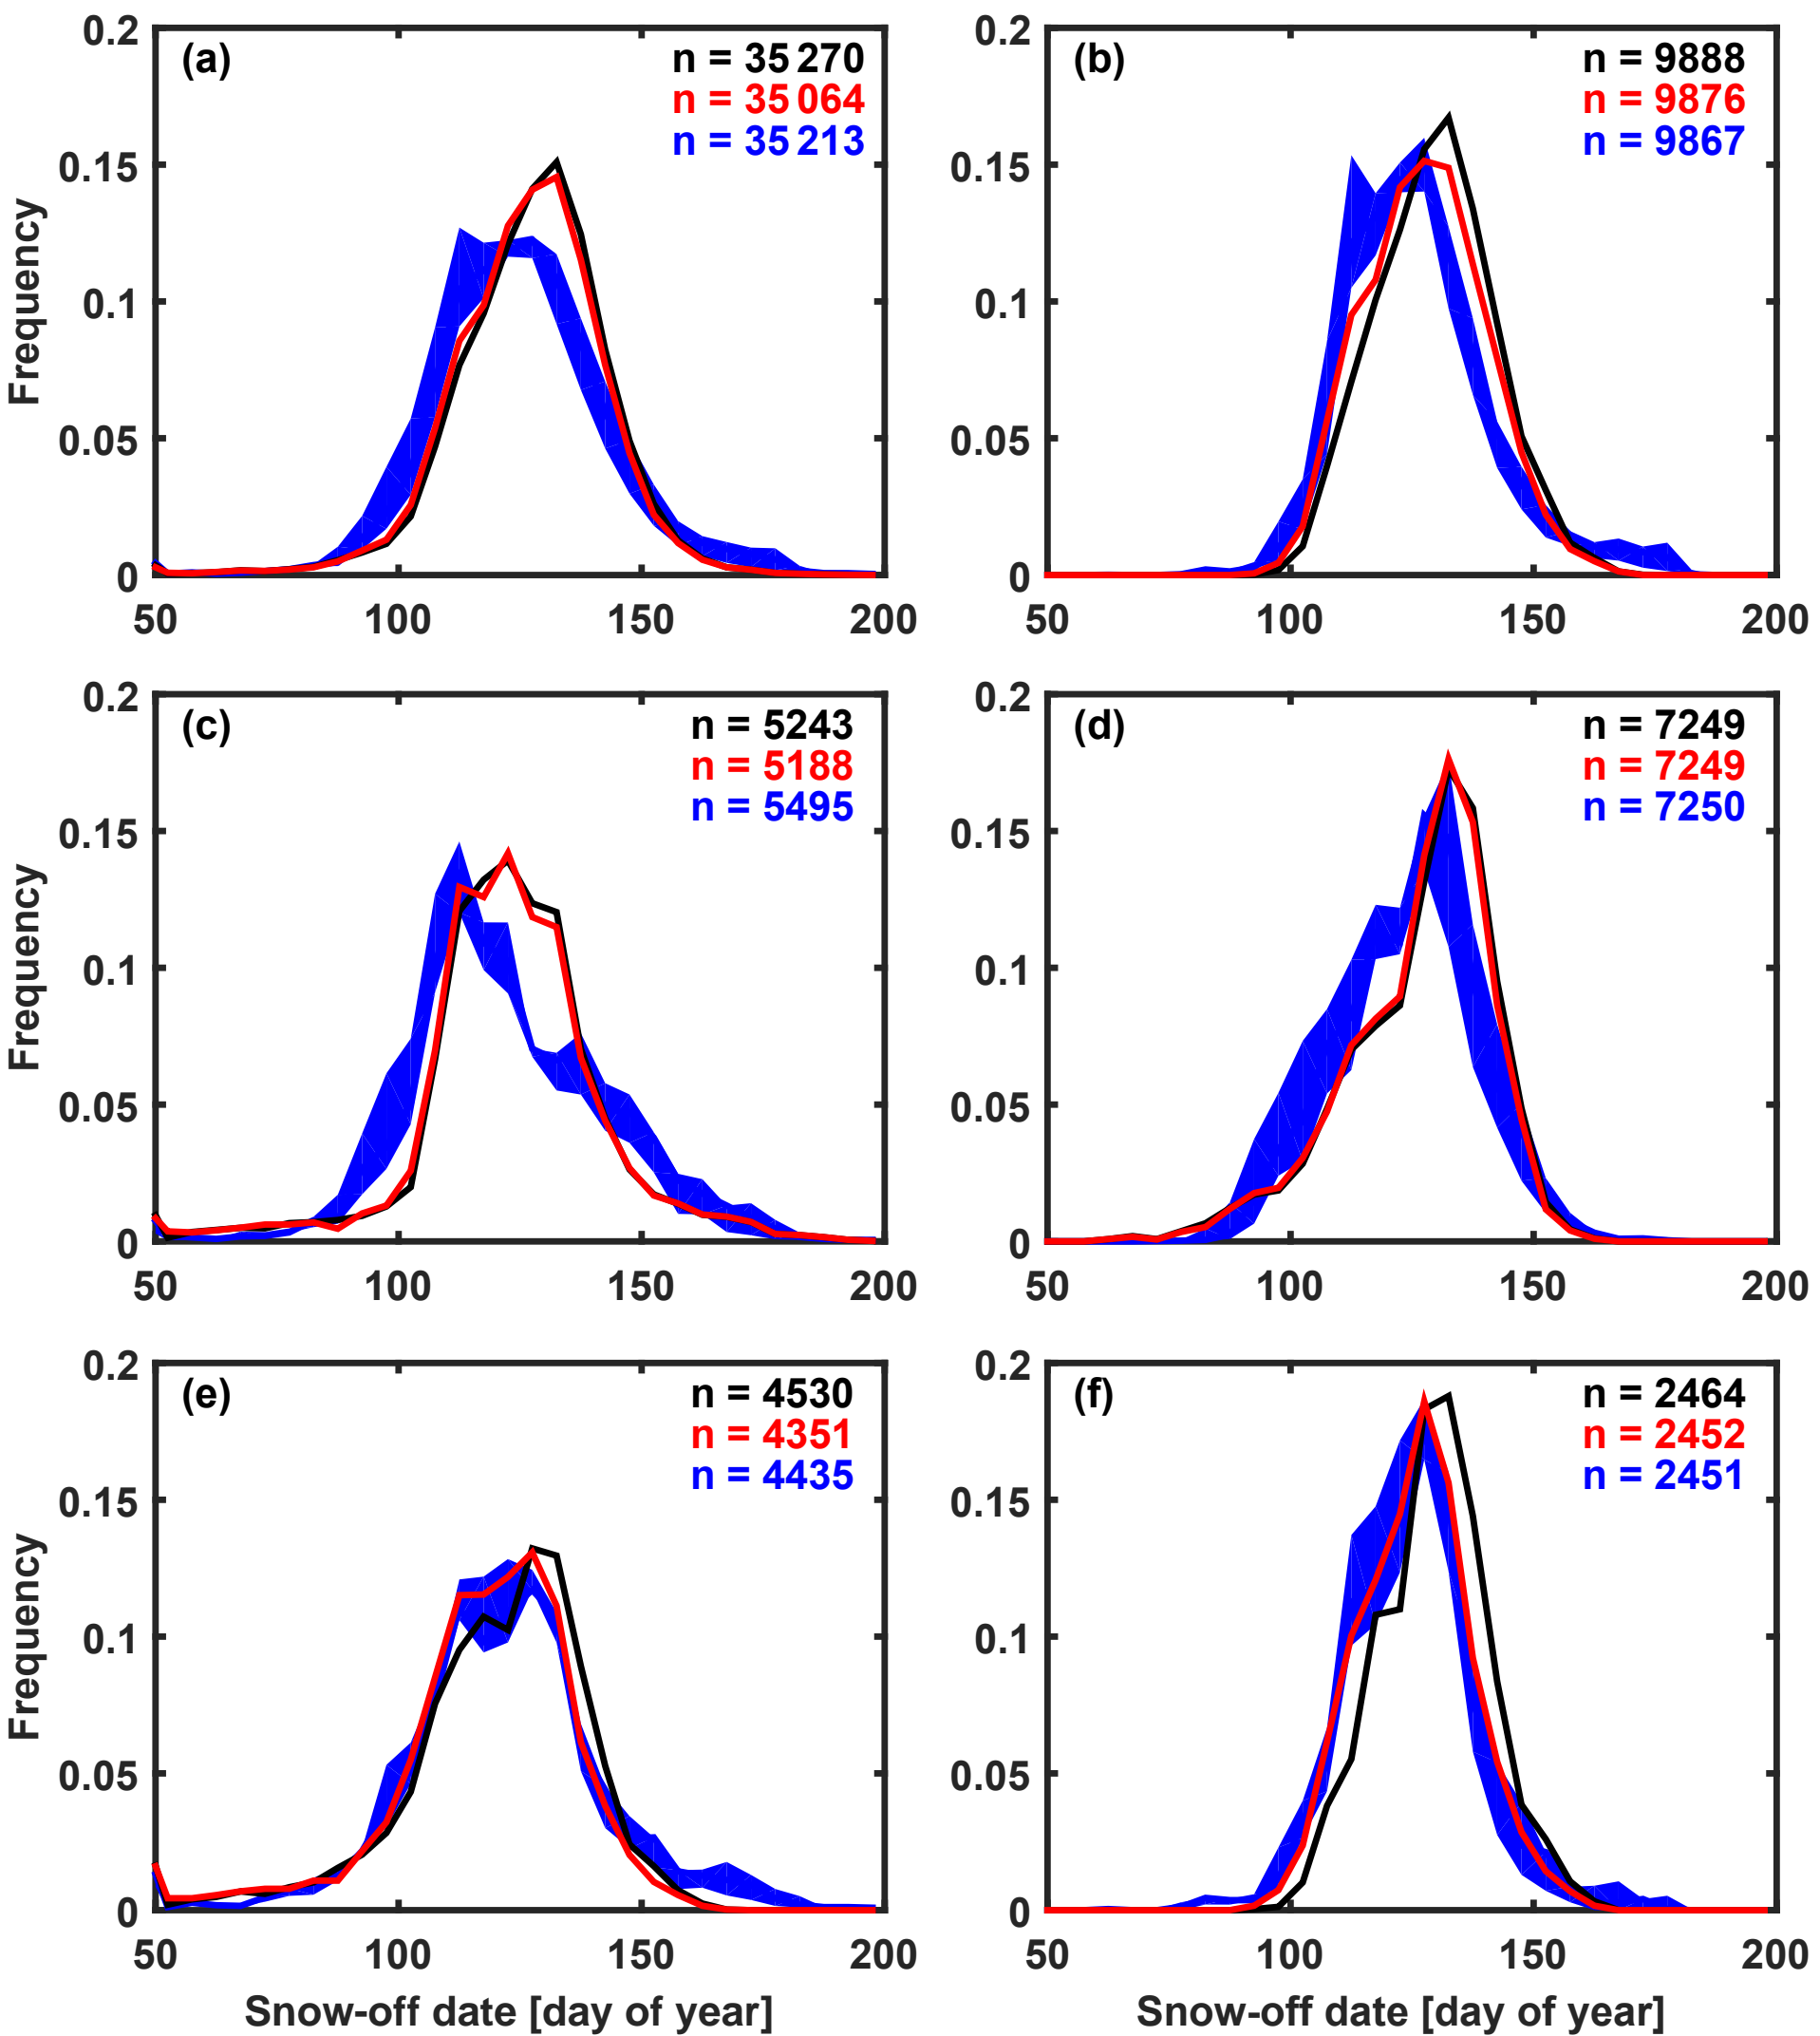 (a)
n = 35 270
n = 35 064
n = 35 213
Frequency
0.2
0.15
0.1
0.05
0
50 100 150 200
(b)
n = 9888
n = 9876
n = 9867
0.2
0.15
0.1
0.05
0
50 100 150 200
(c)
n = 5243
n = 5188
n = 5495
Frequency
0.2
0.15
0.1
0.05
0
50 100 150 200
(d)
n = 7249
n = 7249
n = 7250
0.2
0.15
0.1
0.05
0
50 100 150 200
(e)
n = 4530
n = 4351
n = 4435
Frequency
0.2
0.15
0.1
0.05
0
50 100 150 200
Snow-off date [day of year]
(f)
n = 2464
n = 2452
n = 2451
0.2
0.15
0.1
0.05
0
50 100 150 200
Snow-off date [day of year]